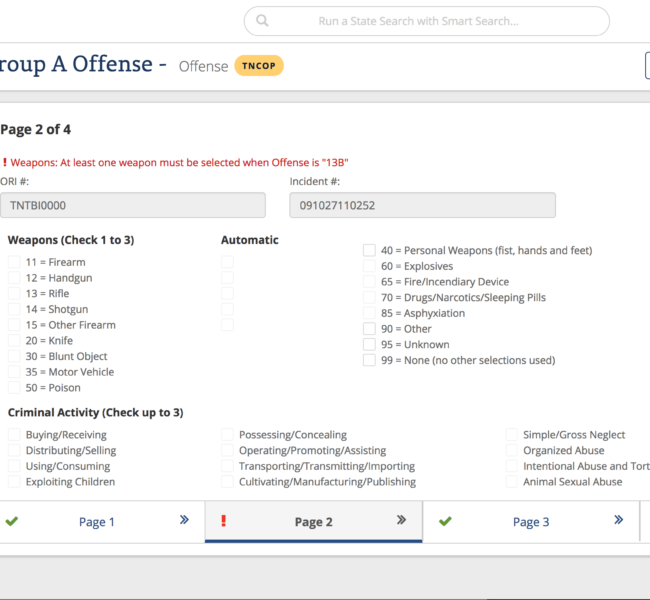 Run a State Search with Smart Search...
roup A Offense - Offense TNCOP
Page 2 of 4
! Weapons: At least one weapon must be selected when Offense is "13B"
ORI #: Incident #:
TNTBI0000 091027110252
Weapons (Check 1 to 3) Automatic
11 = Firearm
12 = Handgun
13 = Rifle
14 = Shotgun
15 = Other Firearm
20 = Knife
30 = Blunt Object
35 = Motor Vehicle
50 = Poison
40 = Personal Weapons (fist, hands and feet)
60 = Explosives
65 = Fire/Incendiary Device
70 = Drugs/Narcotics/Sleeping Pills
85 = Asphyxiation
90 = Other
95 = Unknown
99 = None (no other selections used)
Criminal Activity (Check up to 3)
Buying/Receiving
Distributing/Selling
Using/Consuming
Exploiting Children
Possessing/Concealing
Operating/Promoting/Assisting
Transporting/Transmitting/Importing
Cultivating/Manufacturing/Publishing
Simple/Gross Neglect
Organized Abuse
Intentional Abuse and Tort
Animal Sexual Abuse
Page 1 » ! Page 2 » Page 3 »